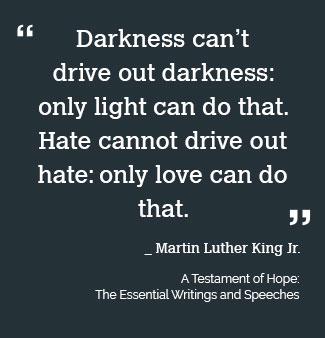 “ Darkness can’t
drive out darkness:
only light can do that.
Hate cannot drive out
hate: only love can do
that.
”
_ Martin Luther King Jr.
A Testament of Hope:
The Essential Writings and Speeches